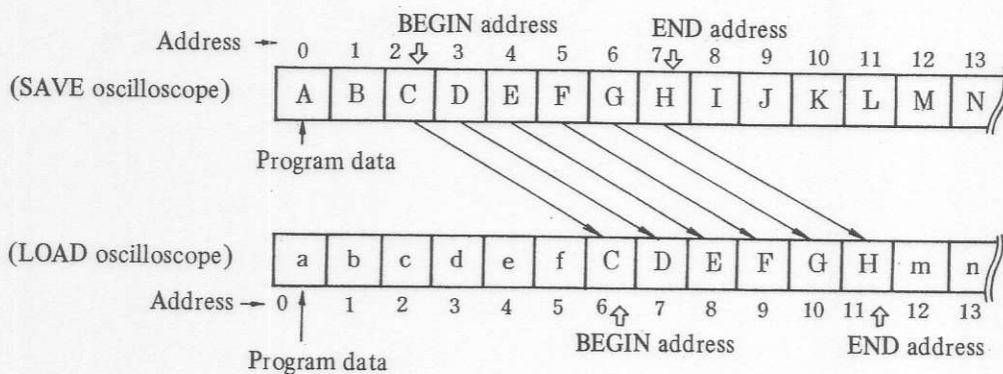 BEGIN address END address
Address → 0 1 2 3 4 5 6 7 8 9 10 11 12 13
(SAVE oscilloscope) A B C D E F G H I J K L M N
Program data
(LOAD oscilloscope) a b c d e f C D E F G H m n
Address → 0 1 2 3 4 5 6 7 8 9 10 11 12 13
BEGIN address END address
Program data